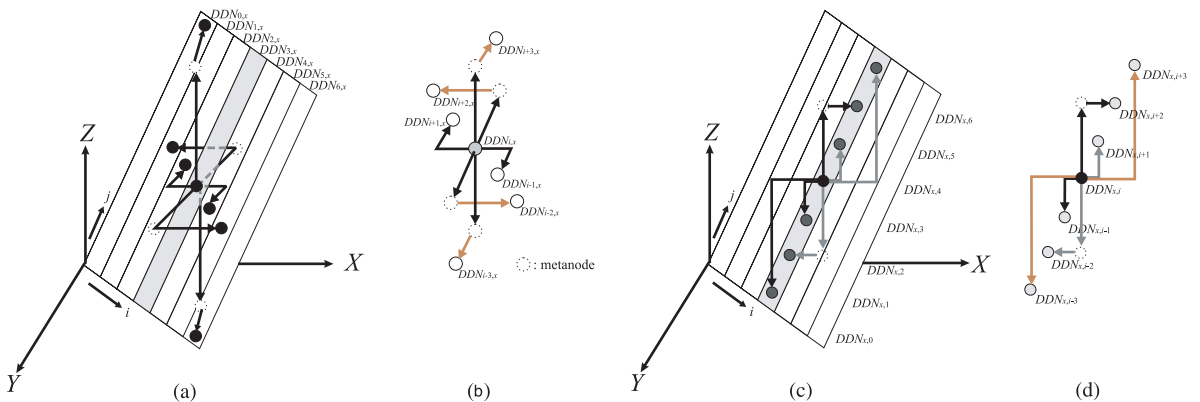 DDN0,x
DDN1,x
DDN2,x
DDN3,x
DDN4,x
DDN5,x
DDN6,x
Z
j
X
i
Y
(a)
DDNi+3,x
DDNi+2,x
DDNi+1,x
DDNi,x
DDNi-1,x
DDNi-2,x
DDNi-3,x
: metanode
(b)
Z
j
X
i
Y
DDNx,6
DDNx,5
DDNx,4
DDNx,3
DDNx,2
DDNx,1
DDNx,0
(c)
DDNx,i+3
DDNx,i+2
DDNx,i+1
DDNx,i
DDNx,i-1
DDNx,i-2
DDNx,i-3
(d)